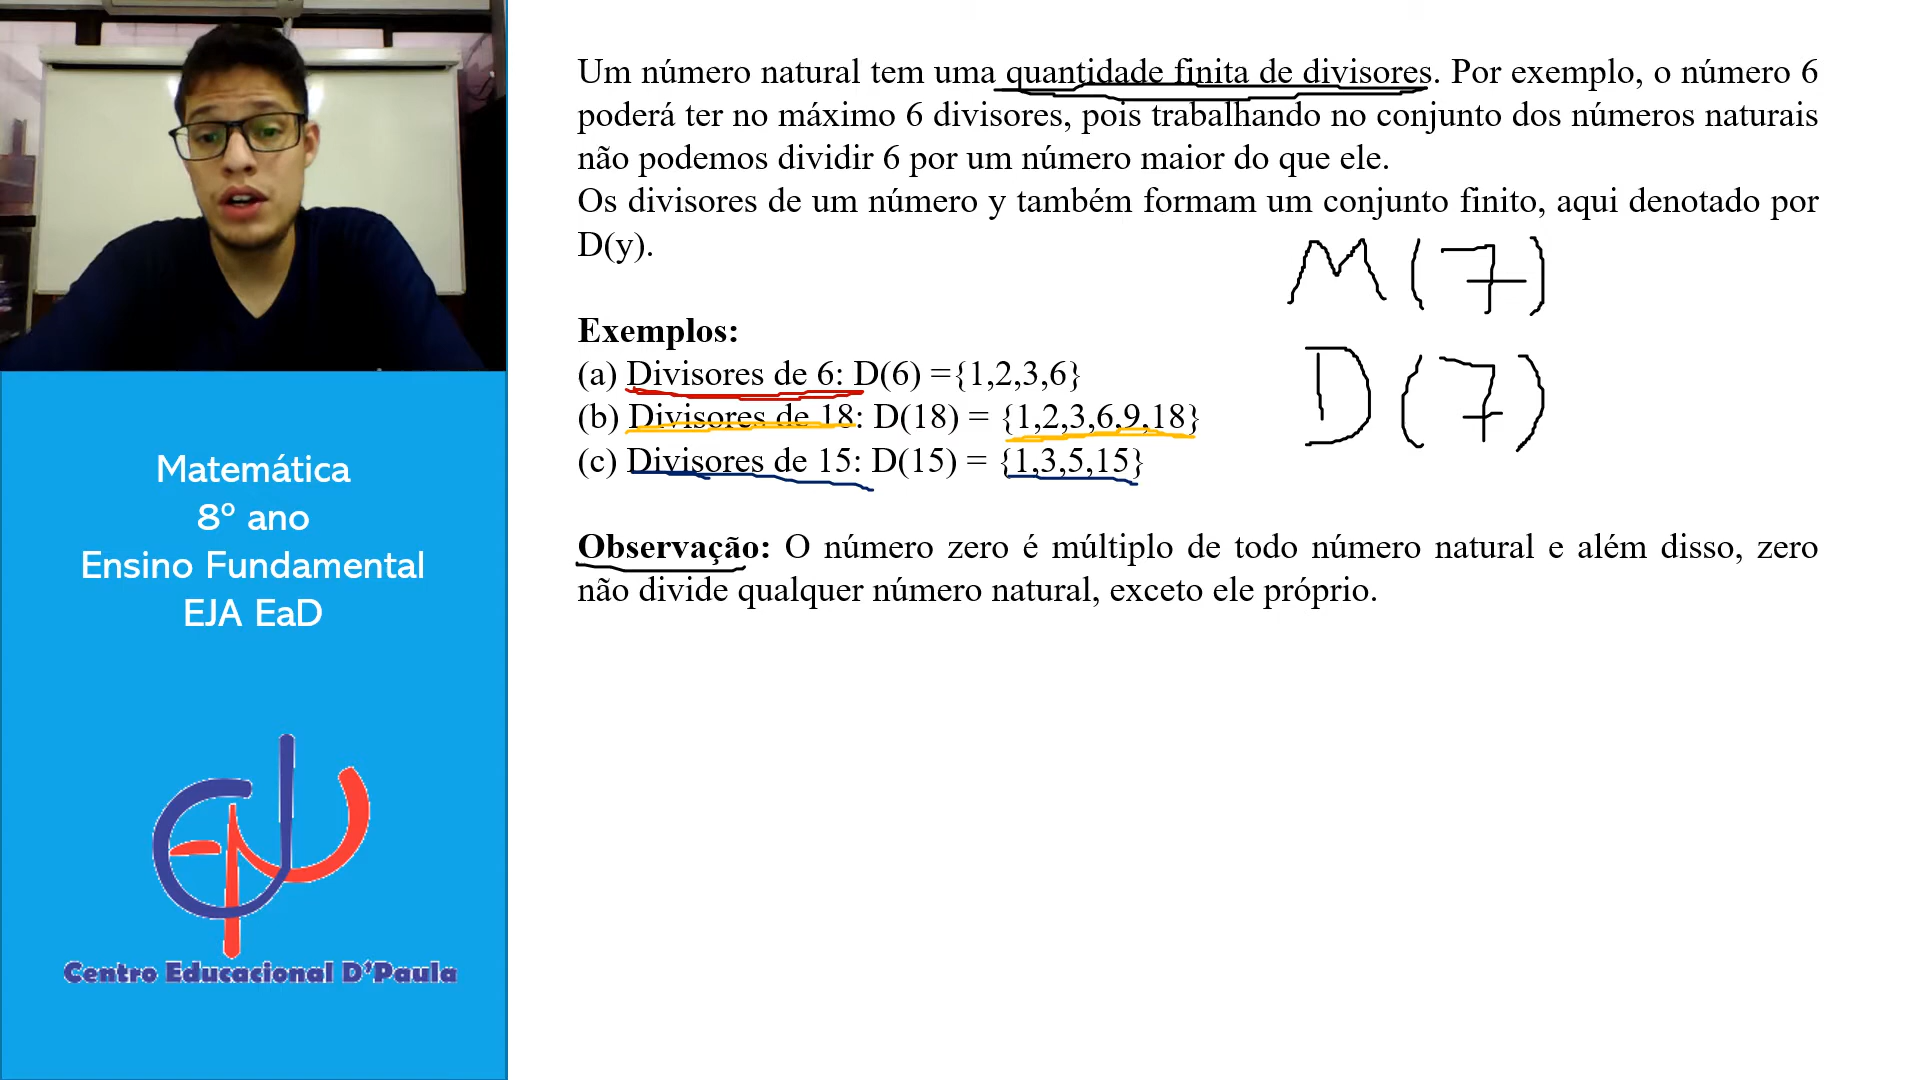 Um número natural tem uma quantidade finita de divisores. Por exemplo, o número 6
poderá ter no máximo 6 divisores, pois trabalhando no conjunto dos números naturais
não podemos dividir 6 por um número maior do que ele.
Os divisores de um número y também formam um conjunto finito, aqui denotado por
D(y).
M(7)
Exemplos:
(a) Divisores de 6: D(6) ={1,2,3,6}
D(7)
(b) Divisores de 18: D(18) = {1,2,3,6,9,18}
(c) Divisores de 15: D(15) = {1,3,5,15}
Observação: O número zero é múltiplo de todo número natural e além disso, zero
não divide qualquer número natural, exceto ele próprio.
Matemática
8º ano
Ensino Fundamental
EJA EaD
Centro Educacional D'Paula